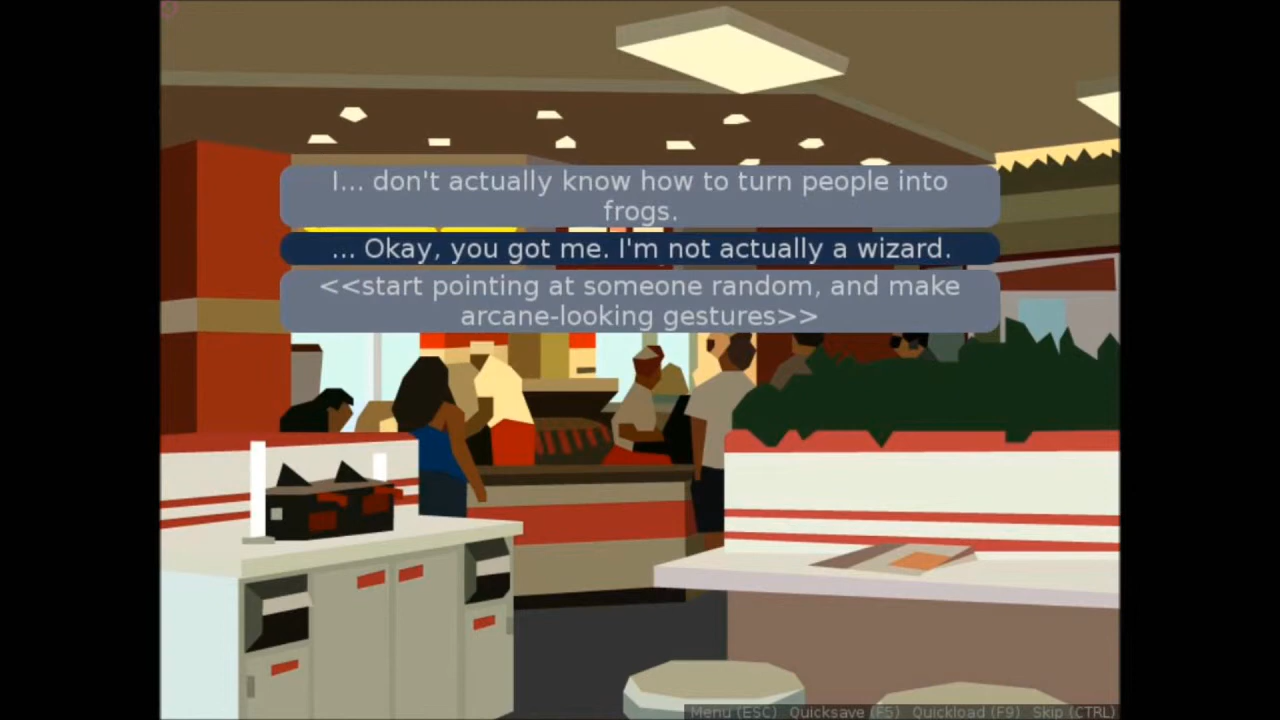 I... don't actually know how to turn people into
frogs.
... Okay, you got me. I'm not actually a wizard.
<<start pointing at someone random, and make
arcane-looking gestures>>
Menu (ESC) Quicksave (F5) Quickload (F9) Skip (CTRL)